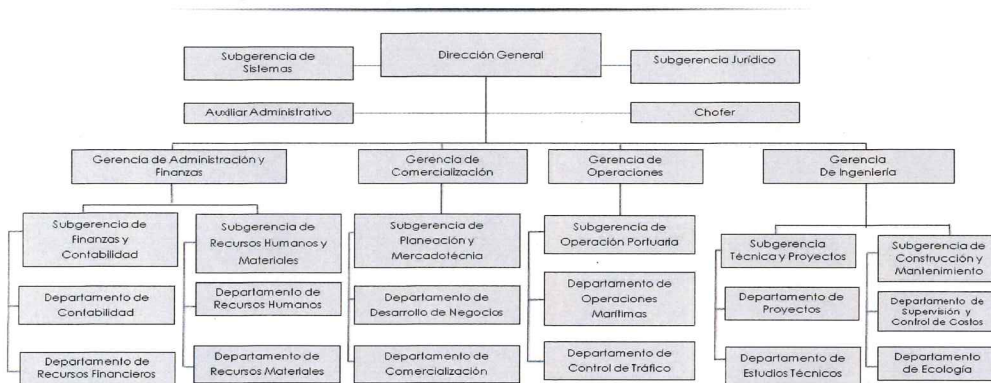 Dirección General
Subgerencia de
Sistemas
Subgerencia Jurídico
Auxiliar Administrativo
Chofer
Gerencia de Administración y
Finanzas
Gerencia de
Comercialización
Gerencia de
Operaciones
Gerencia
De Ingeniería
Subgerencia de
Finanzas y
Contabilidad
Subgerencia de
Recursos Humanos y
Materiales
Subgerencia de
Planeación y
Mercadotécnia
Subgerencia de
Operación Portuaria
Subgerencia
Técnica y Proyectos
Subgerencia de
Construcción y
Mantenimiento
Departamento de
Contabilidad
Departamento de
Recursos Humanos
Departamento de
Desarrollo de Negocios
Departamento de
Operaciones
Marítimas
Departamento de
Proyectos
Departamento de
Supervisión y
Control de Costos
Departamento de
Recursos Financieros
Departamento de
Recursos Materiales
Departamento de
Comercialización
Departamento de
Control de Tráfico
Departamento de
Estudios Técnicos
Departamento
de Ecología